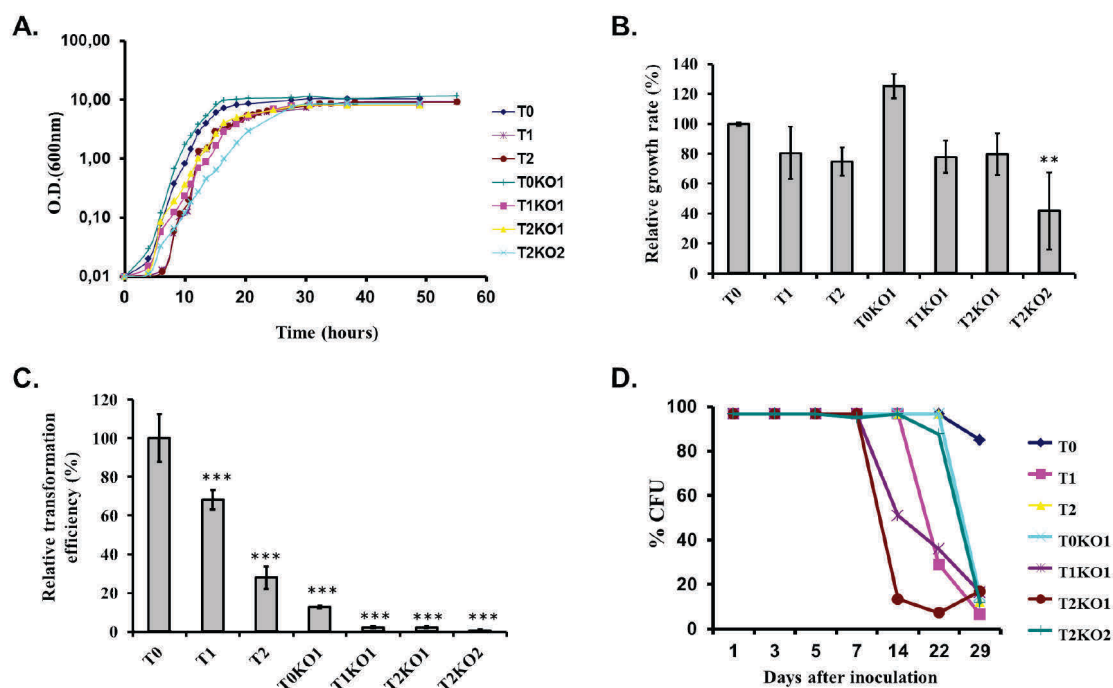 A.
100,00
10,00
1,00
0,10
0,01
O.D.(600nm)
0 10 20 30 40 50 60
Time (hours)
T0
T1
T2
T0KO1
T1KO1
T2KO1
T2KO2
B.
140
120
100
80
60
40
20
0
Relative growth rate (%)
**
T0 T1 T2 T0KO1 T1KO1 T2KO1 T2KO2
C.
120
100
80
60
40
20
0
Relative transformation
efficiency (%)
*** *** *** *** *** ***
T0 T1 T2 T0KO1 T1KO1 T2KO1 T2KO2
D.
100
80
60
40
20
0
% CFU
1 3 5 7 14 22 29
Days after inoculation
T0
T1
T2
T0KO1
T1KO1
T2KO1
T2KO2